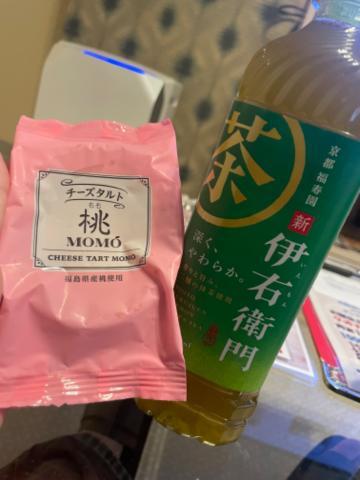 チーズタルト
もも
桃
MOMO
CHEESE TART MOMO
福島県産桃使用
茶
京都 福寿園
新
伊右衛門
深く、
やわらか。